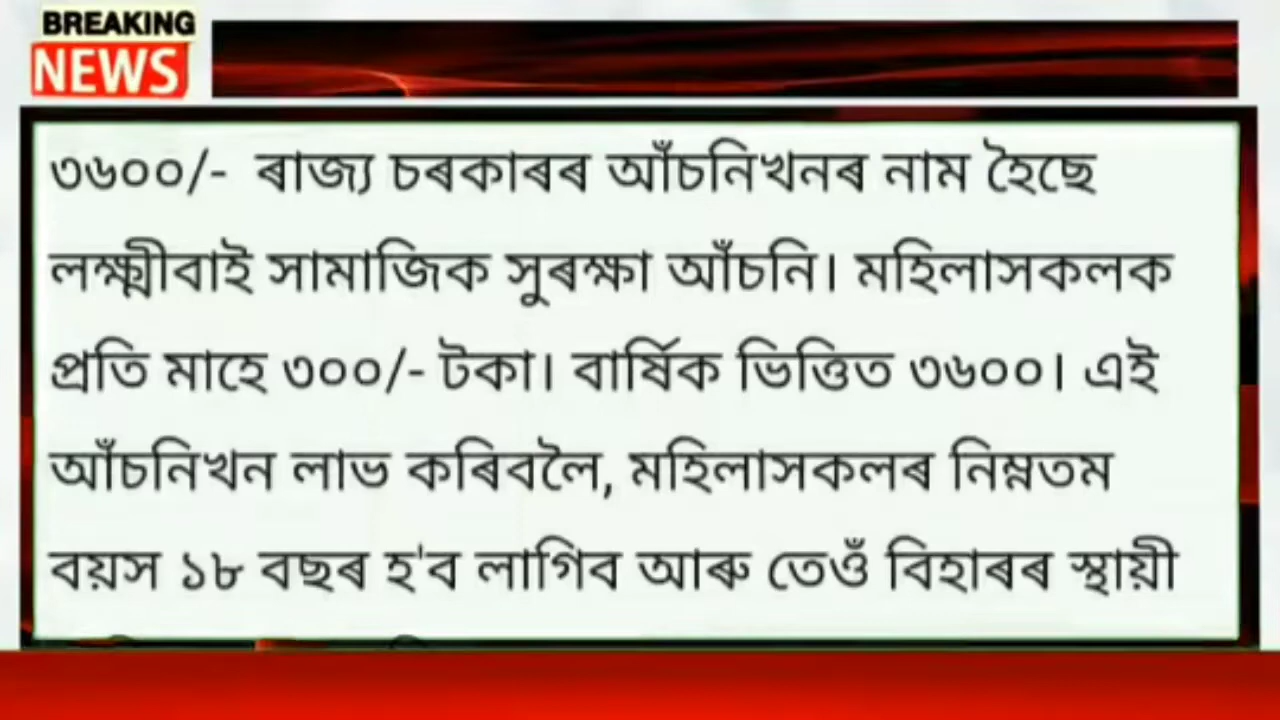 BREAKING
NEWS
৩৬০০/- ৰাজ্য চৰকাৰৰ আঁচনিখনৰ নাম হৈছে
লক্ষ্মীবাই সামাজিক সুৰক্ষা আঁচনি। মহিলাসকলক
প্ৰতি মাহে ৩০০/- টকা। বাৰ্ষিক ভিত্তিত ৩৬০০। এই
আঁচনিখন লাভ কৰিবলৈ, মহিলাসকলৰ নিম্নতম
বয়স ১৮ বছৰ হ'ব লাগিব আৰু তেওঁ বিহাৰৰ স্থায়ী